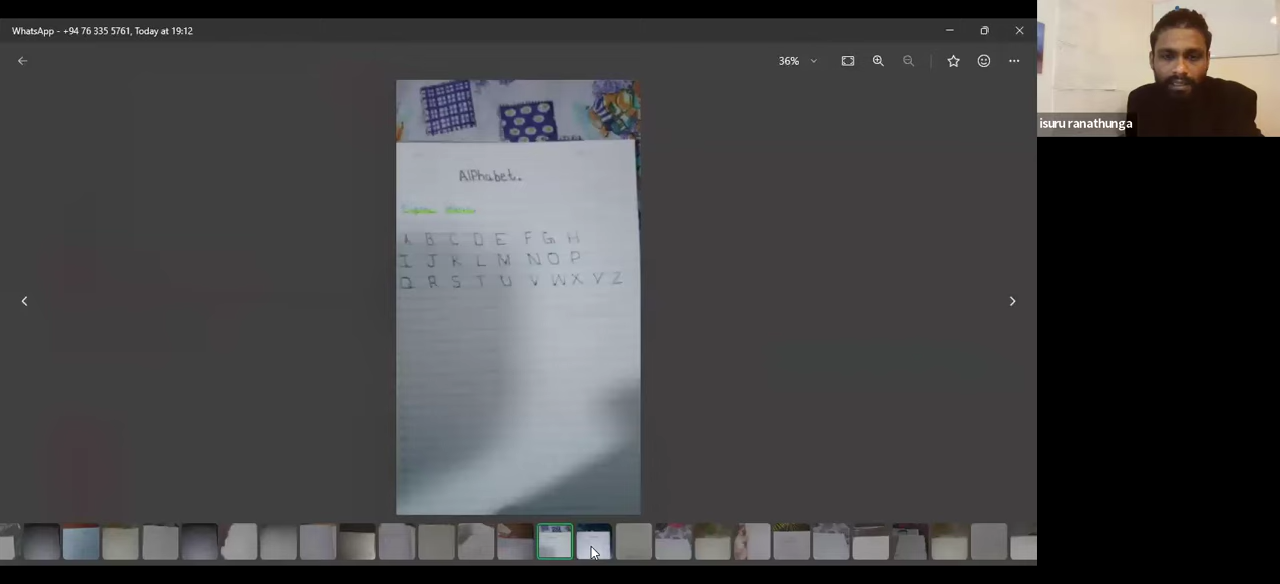 WhatsApp - +94 76 335 5761, Today at 19:12
36%
isuru ranathunga
AlPhabet.
A B C D E F G H
I J K L M N O P
Q R S T U V W X Y Z